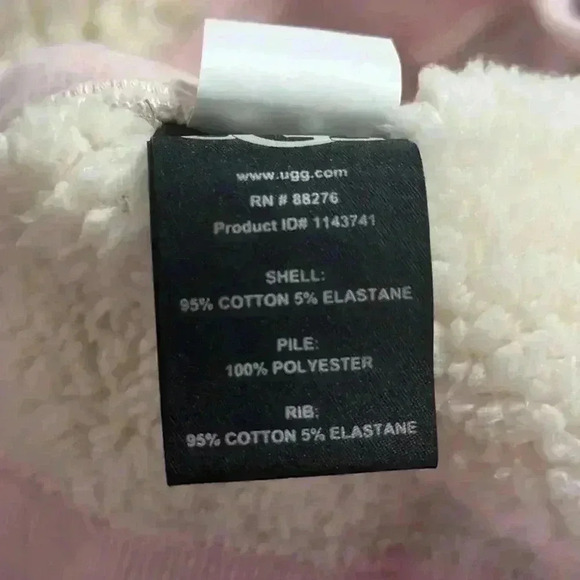 www.ugg.com
RN # 88276
Product ID# 1143741
SHELL:
95% COTTON 5% ELASTANE
PILE:
100% POLYESTER
RIB:
95% COTTON 5% ELASTANE